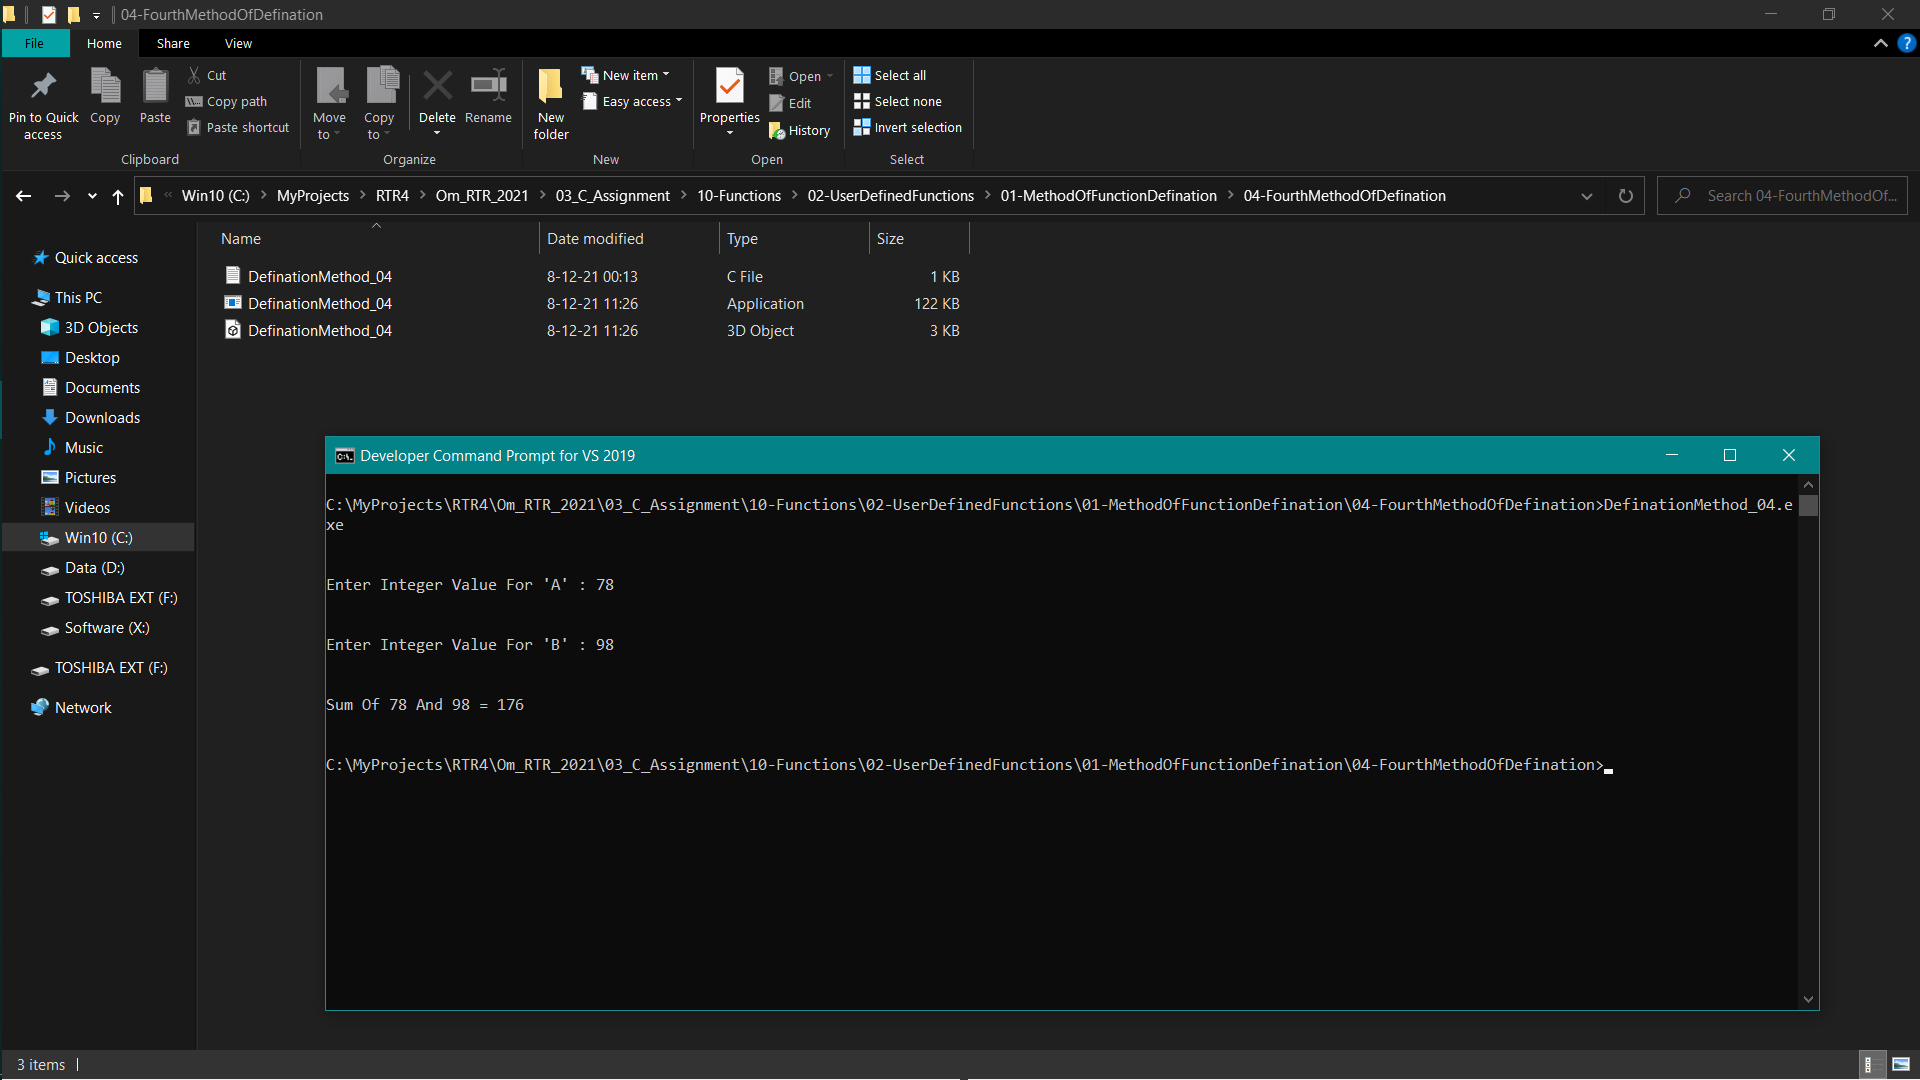 04-FourthMethodOfDefination
File Home Share View
Pin to Quick access
Copy
Paste
Cut
Copy path
Paste shortcut
Clipboard
Move to
Copy to
Delete
Rename
Organize
New folder
New item
Easy access
New
Properties
Open
Edit
History
Open
Select all
Select none
Invert selection
Select
« Win10 (C:) > MyProjects > RTR4 > Om_RTR_2021 > 03_C_Assignment > 10-Functions > 02-UserDefinedFunctions > 01-MethodOfFunctionDefination > 04-FourthMethodOfDefination
Search 04-FourthMethodOf...
Name Date modified Type Size
DefinationMethod_04 8-12-21 00:13 C File 1 KB
DefinationMethod_04 8-12-21 11:26 Application 122 KB
DefinationMethod_04 8-12-21 11:26 3D Object 3 KB
Quick access
This PC
3D Objects
Desktop
Documents
Downloads
Music
Pictures
Videos
Win10 (C:)
Data (D:)
TOSHIBA EXT (F:)
Software (X:)
TOSHIBA EXT (F:)
Network
Developer Command Prompt for VS 2019
C:\MyProjects\RTR4\Om_RTR_2021\03_C_Assignment\10-Functions\02-UserDefinedFunctions\01-MethodOfFunctionDefination\04-FourthMethodOfDefination>DefinationMethod_04.e
xe
Enter Integer Value For 'A' : 78
Enter Integer Value For 'B' : 98
Sum Of 78 And 98 = 176
C:\MyProjects\RTR4\Om_RTR_2021\03_C_Assignment\10-Functions\02-UserDefinedFunctions\01-MethodOfFunctionDefination\04-FourthMethodOfDefination>
3 items